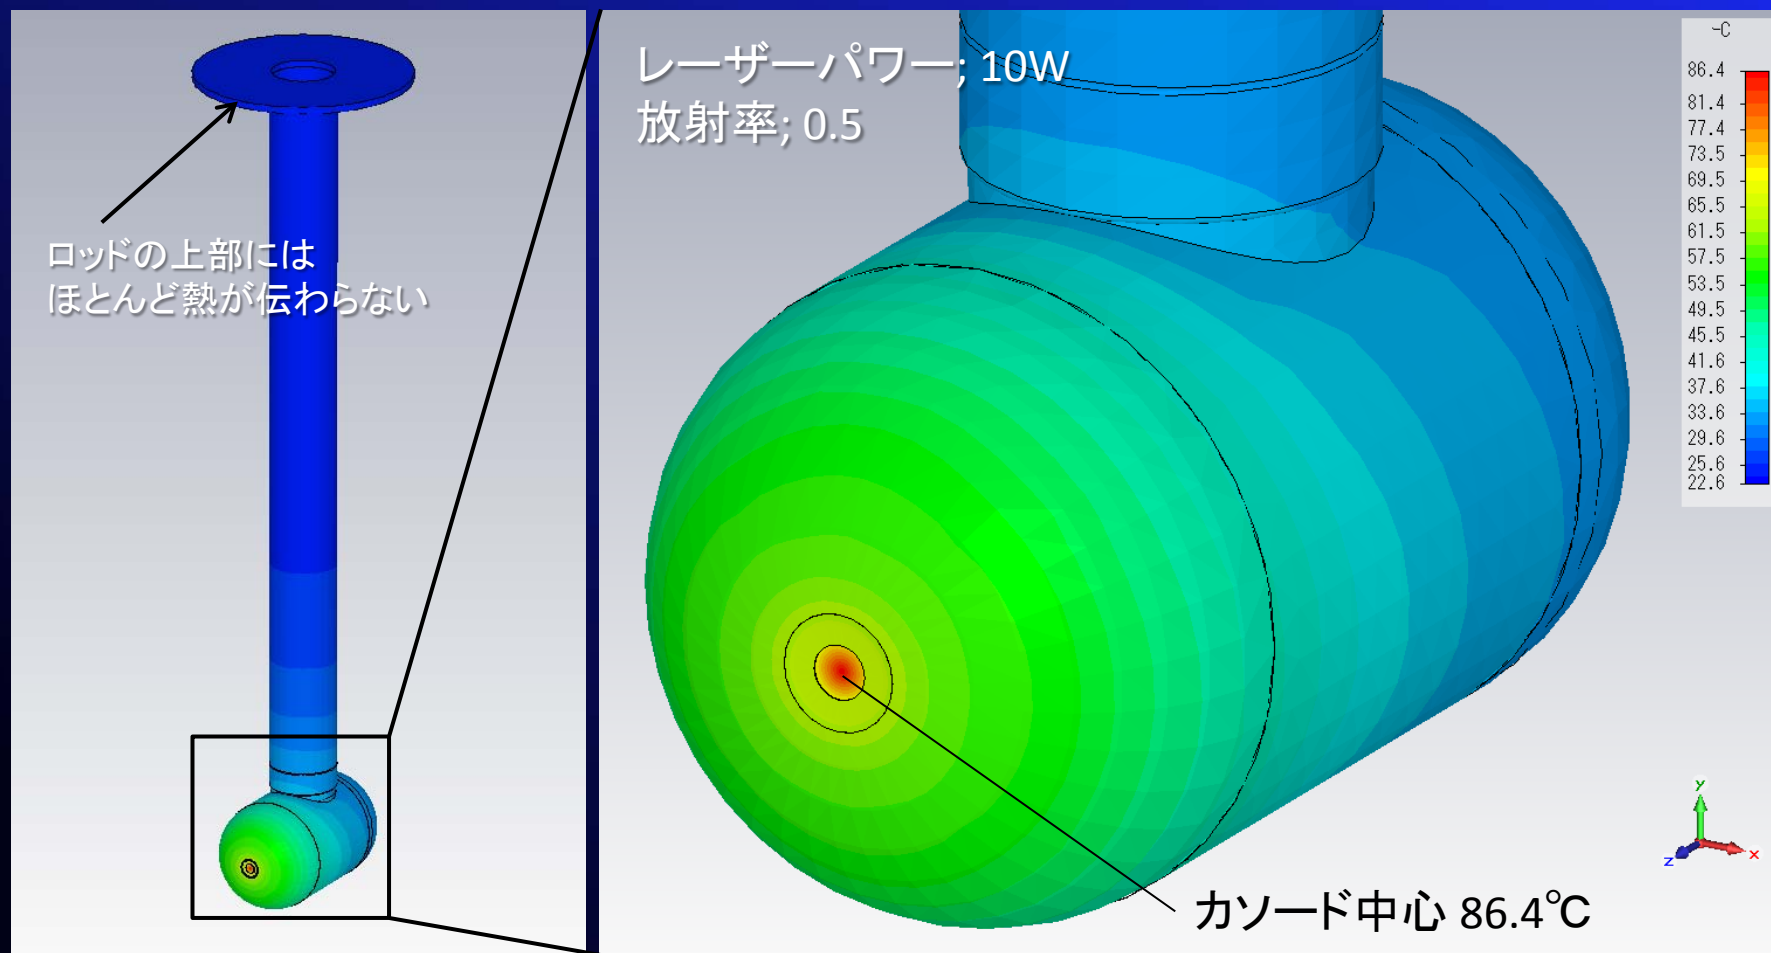 レーザーパワー; 10W
放射率; 0.5
ロッドの上部には
ほとんど熱が伝わらない
カソード中心 86.4℃
-C
86.4
81.4
77.4
73.5
69.5
65.5
61.5
57.5
53.5
49.5
45.5
41.6
37.6
33.6
29.6
25.6
22.6
y
z
x